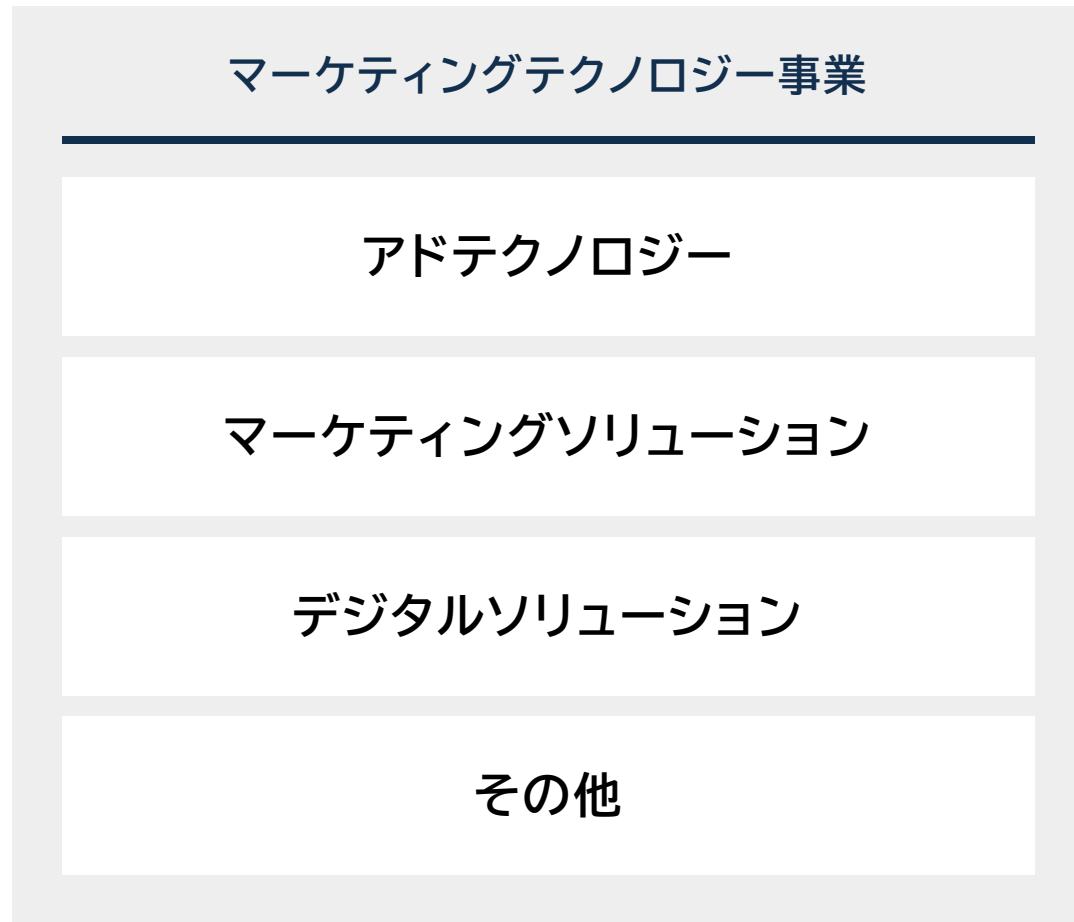 マーケティングテクノロジー事業
アドテクノロジー
マーケティングソリューション
デジタルソリューション
その他